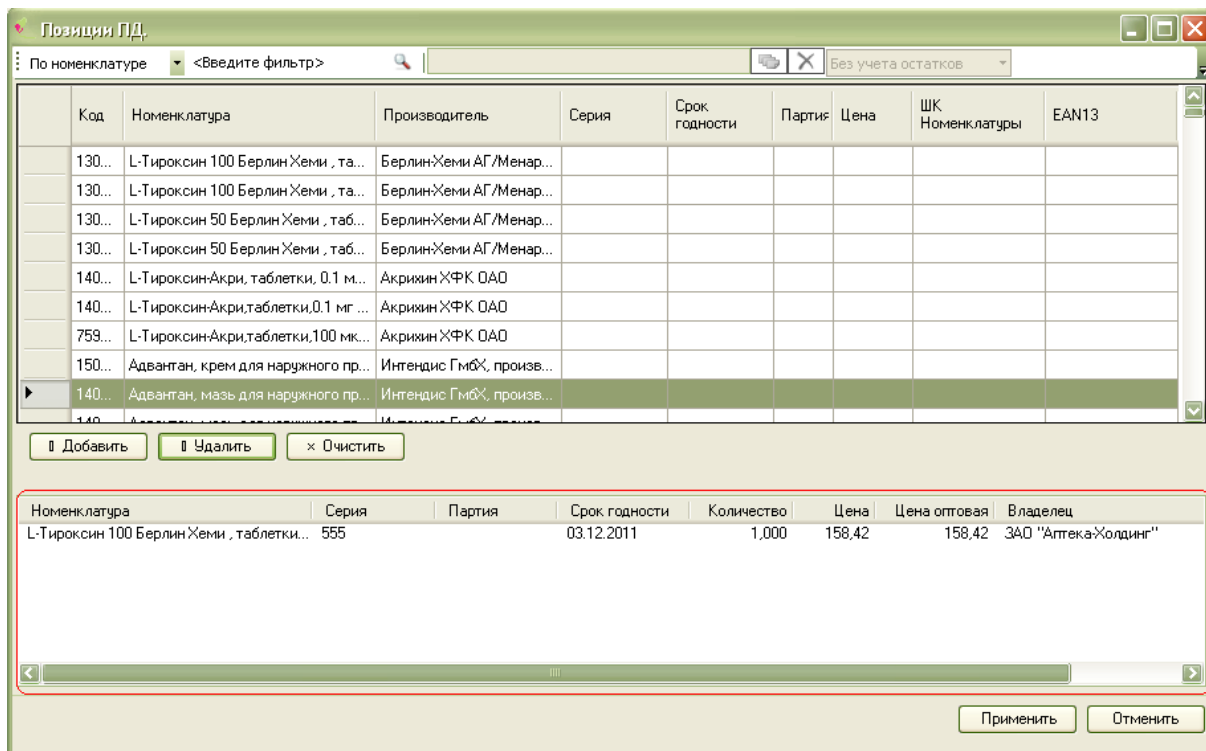 Позиции ПД.
По номенклатуре <Введите фильтр> Без учета остатков
Код Номенклатура Производитель Серия Срок годности Партия Цена ШК Номенклатуры EAN13
130... L-Тироксин 100 Берлин Хеми , та... Берлин-Хеми АГ/Менар...
130... L-Тироксин 100 Берлин Хеми , та... Берлин-Хеми АГ/Менар...
130... L-Тироксин 50 Берлин Хеми , таб... Берлин-Хеми АГ/Менар...
130... L-Тироксин 50 Берлин Хеми , таб... Берлин-Хеми АГ/Менар...
140... L-Тироксин-Акри, таблетки, 0.1 м... Акрихин ХФК ОАО
140... L-Тироксин-Акри,таблетки,0.1 мг ... Акрихин ХФК ОАО
759... L-Тироксин-Акри,таблетки,100 мк... Акрихин ХФК ОАО
150... Адвантан, крем для наружного пр... Интендис ГмбХ, произв...
140... Адвантан, мазь для наружного пр... Интендис ГмбХ, произв...
Добавить Удалить × Очистить
Номенклатура Серия Партия Срок годности Количество Цена Цена оптовая Владелец
L-Тироксин 100 Берлин Хеми , таблетки... 555 03.12.2011 1,000 158,42 158,42 ЗАО "Аптека-Холдинг"
Применить Отменить